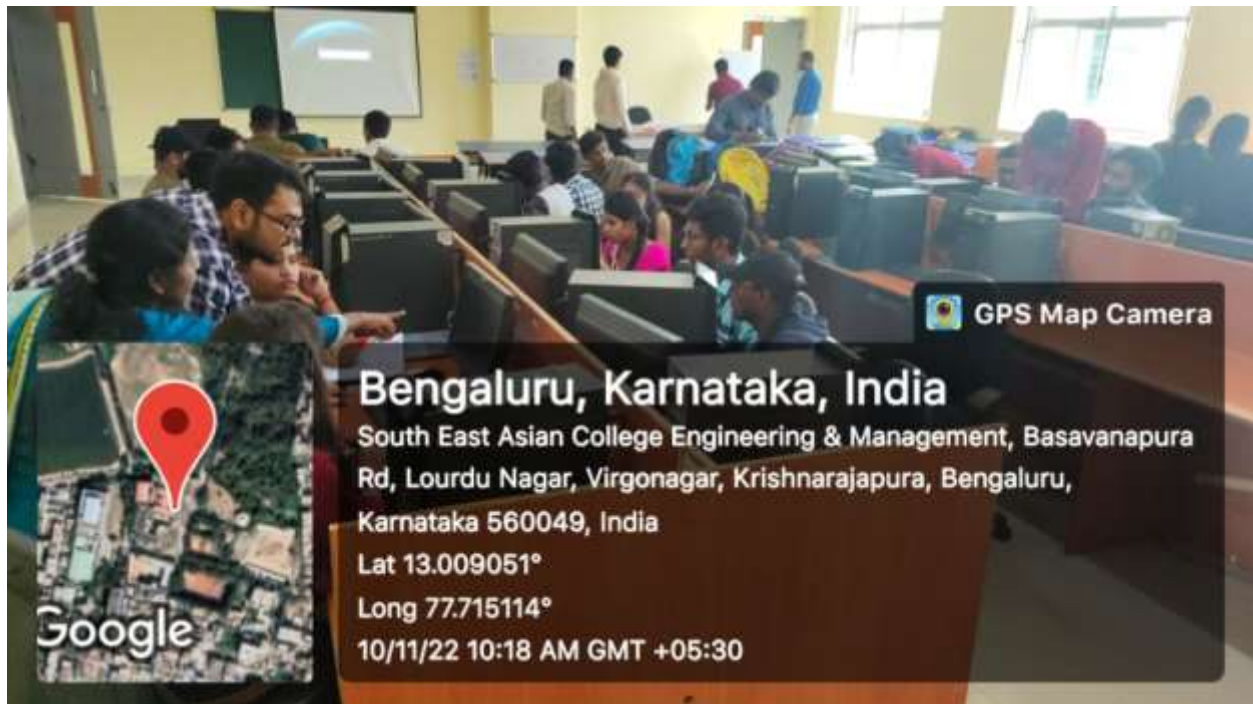 GPS Map Camera
Bengaluru, Karnataka, India
South East Asian College Engineering & Management, Basavanapura
Rd, Lourdu Nagar, Virgonagar, Krishnarajapura, Bengaluru,
Karnataka 560049, India
Lat 13.009051°
Long 77.715114°
10/11/22 10:18 AM GMT +05:30
Google